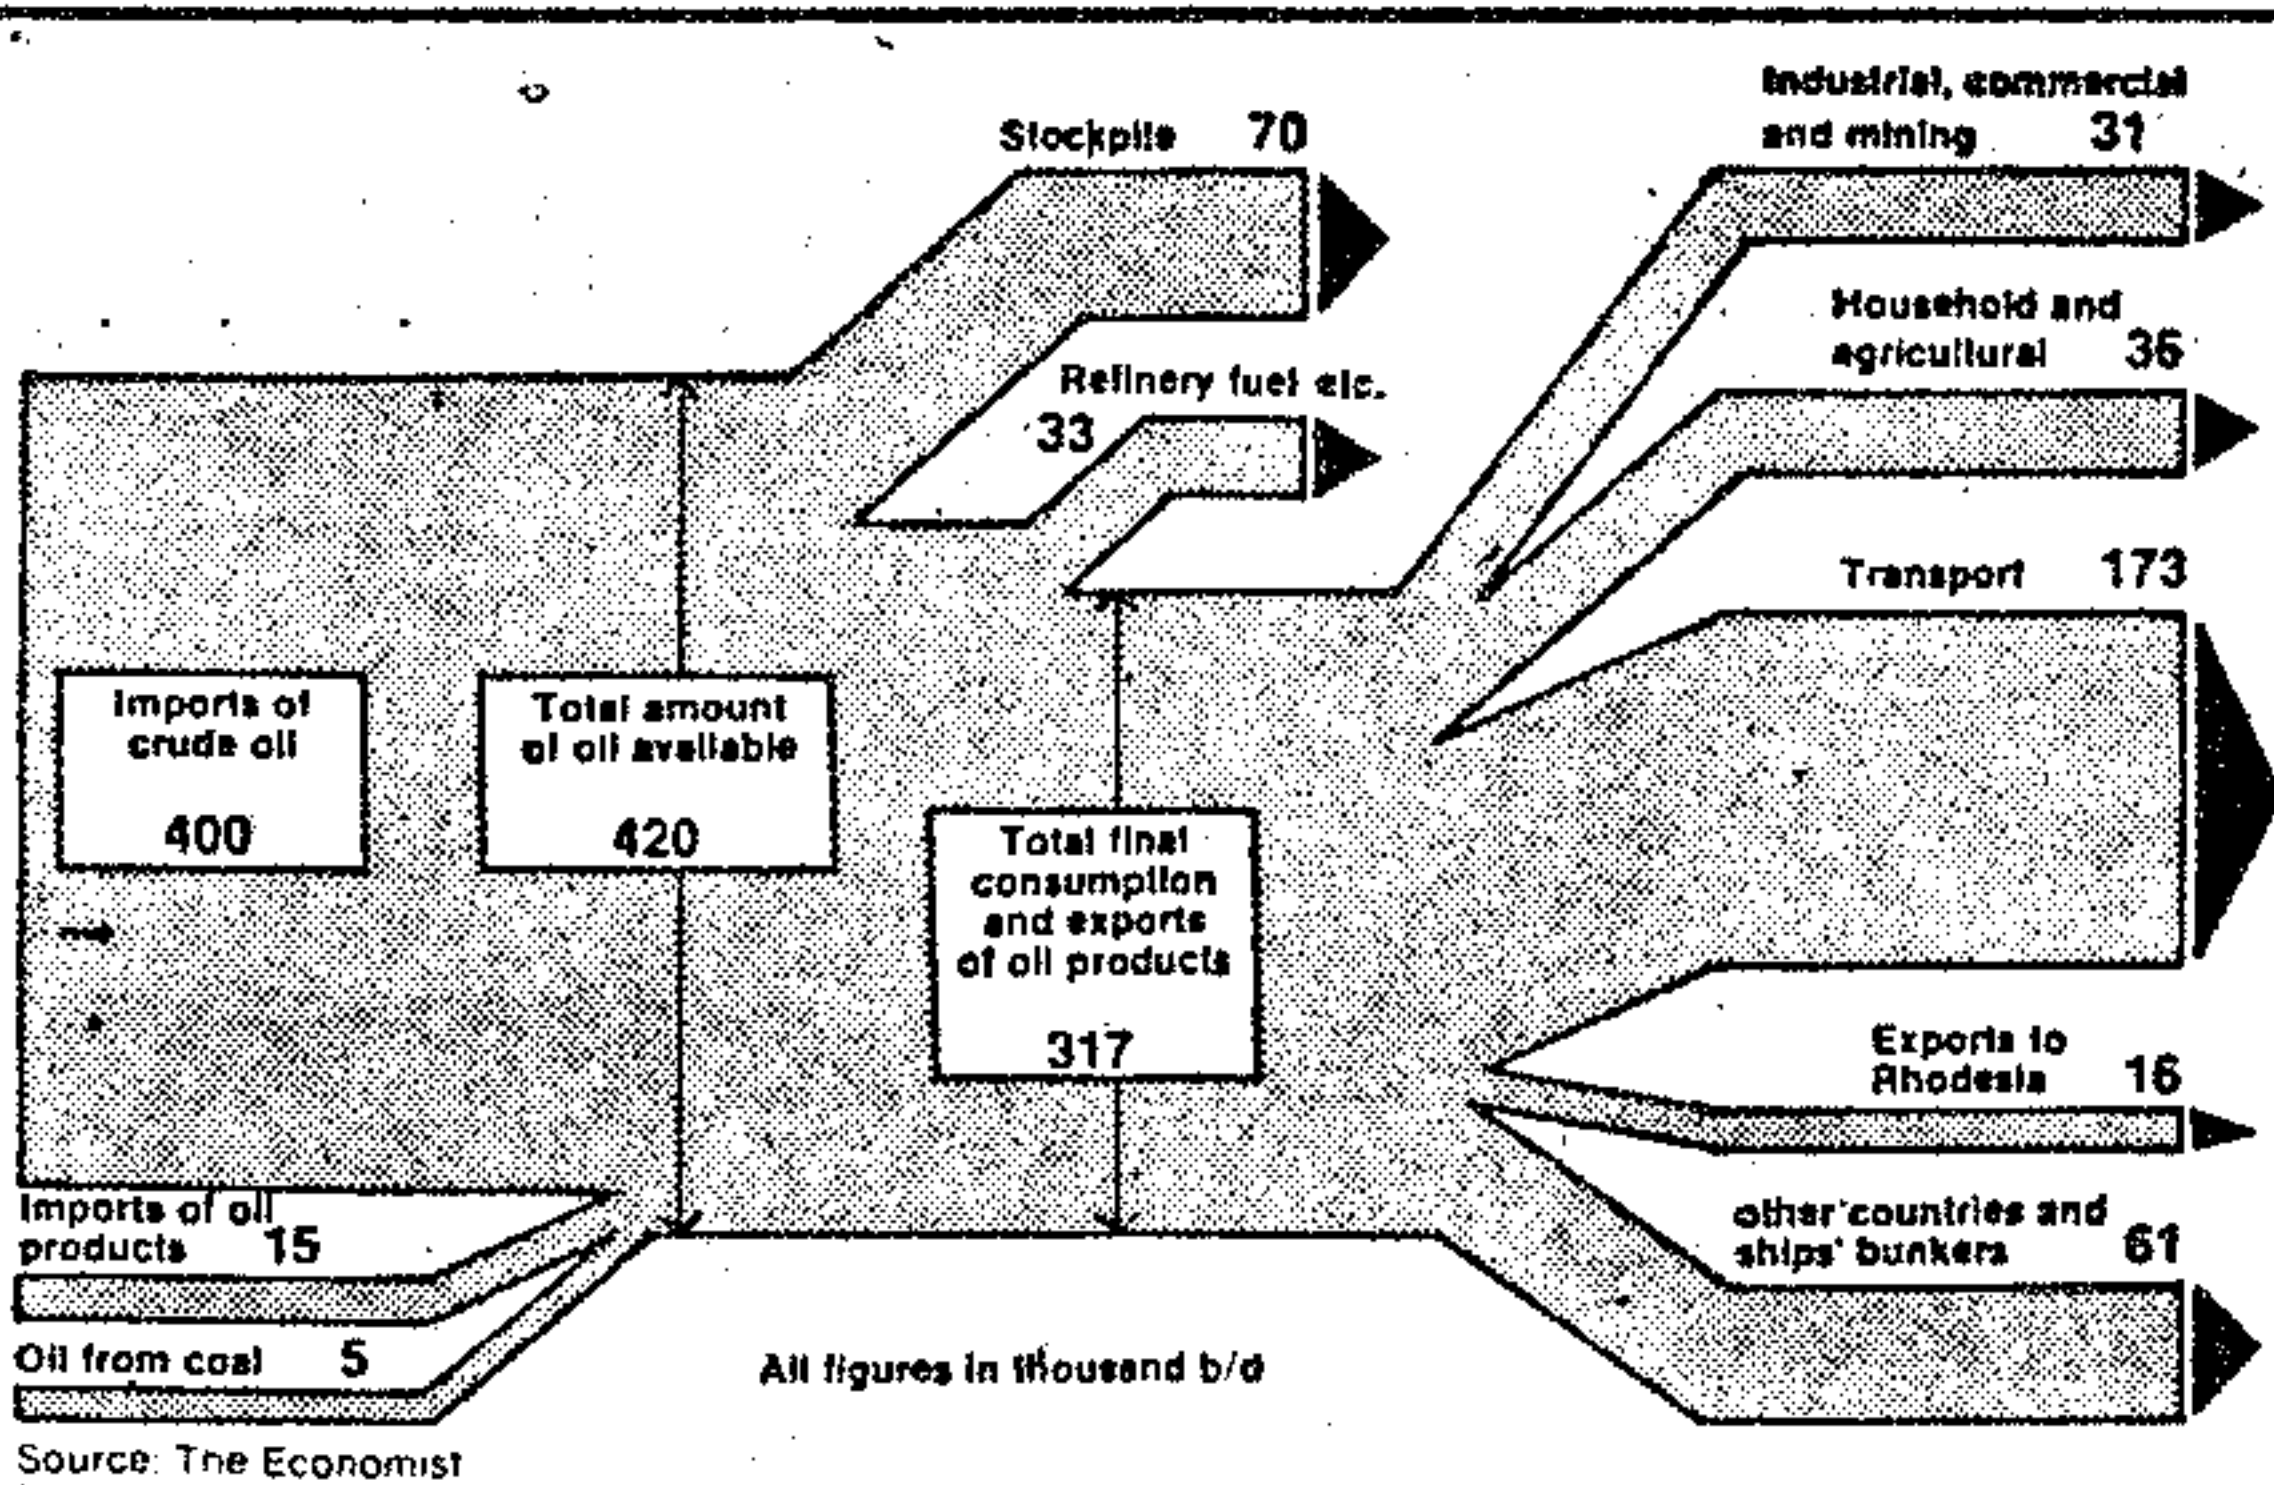 Stockpile 70
Industrial, commercial
and mining 31
Household and
agricultural 36
Refinery fuel etc.
33
Transport 173
Imports of
crude oil
400
Total amount
of oil available
420
Total final
consumption
and exports
of oil products
317
Exports to
Rhodesia 16
Imports of oil
products 15
other countries and
ships' bunkers 61
Oil from coal 5
All figures in thousand b/d
Source: The Economist